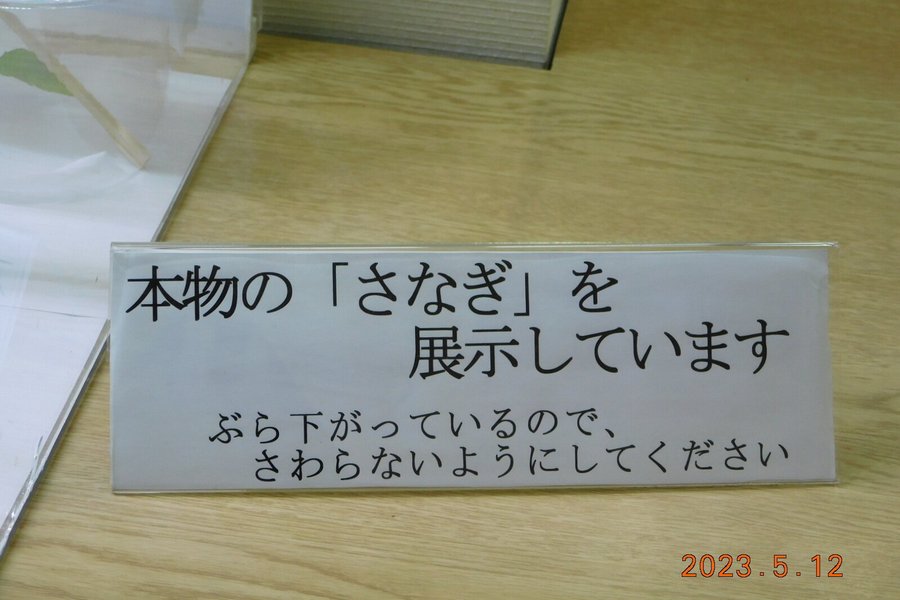 本物の「さなぎ」を
展示しています
ぶら下がっているので、
さわらないようにしてください
2023.5.12